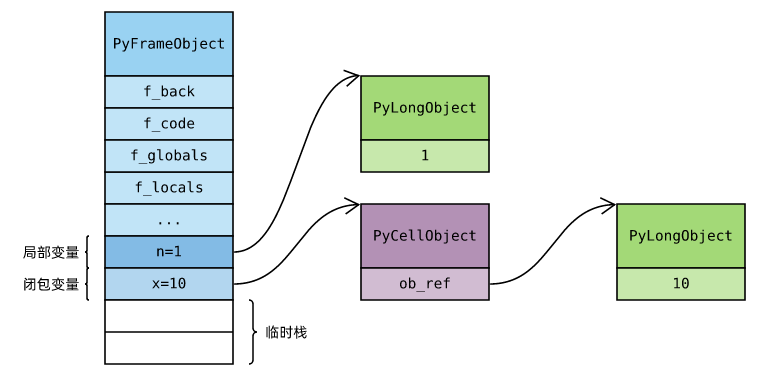 PyFrameObject
f_back
f_code
f_globals
f_locals
...
局部变量
n=1
闭包变量
x=10
临时栈
PyLongObject
1
PyCellObject
ob_ref
PyLongObject
10